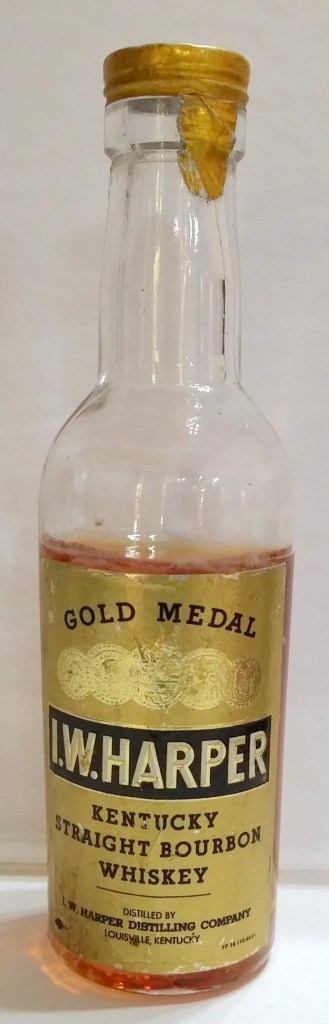 GOLD MEDAL
I.W. HARPER
KENTUCKY
STRAIGHT BOURBON
WHISKEY
DISTILLED BY
I. W. HARPER DISTILLING COMPANY
LOUISVILLE, KENTUCKY